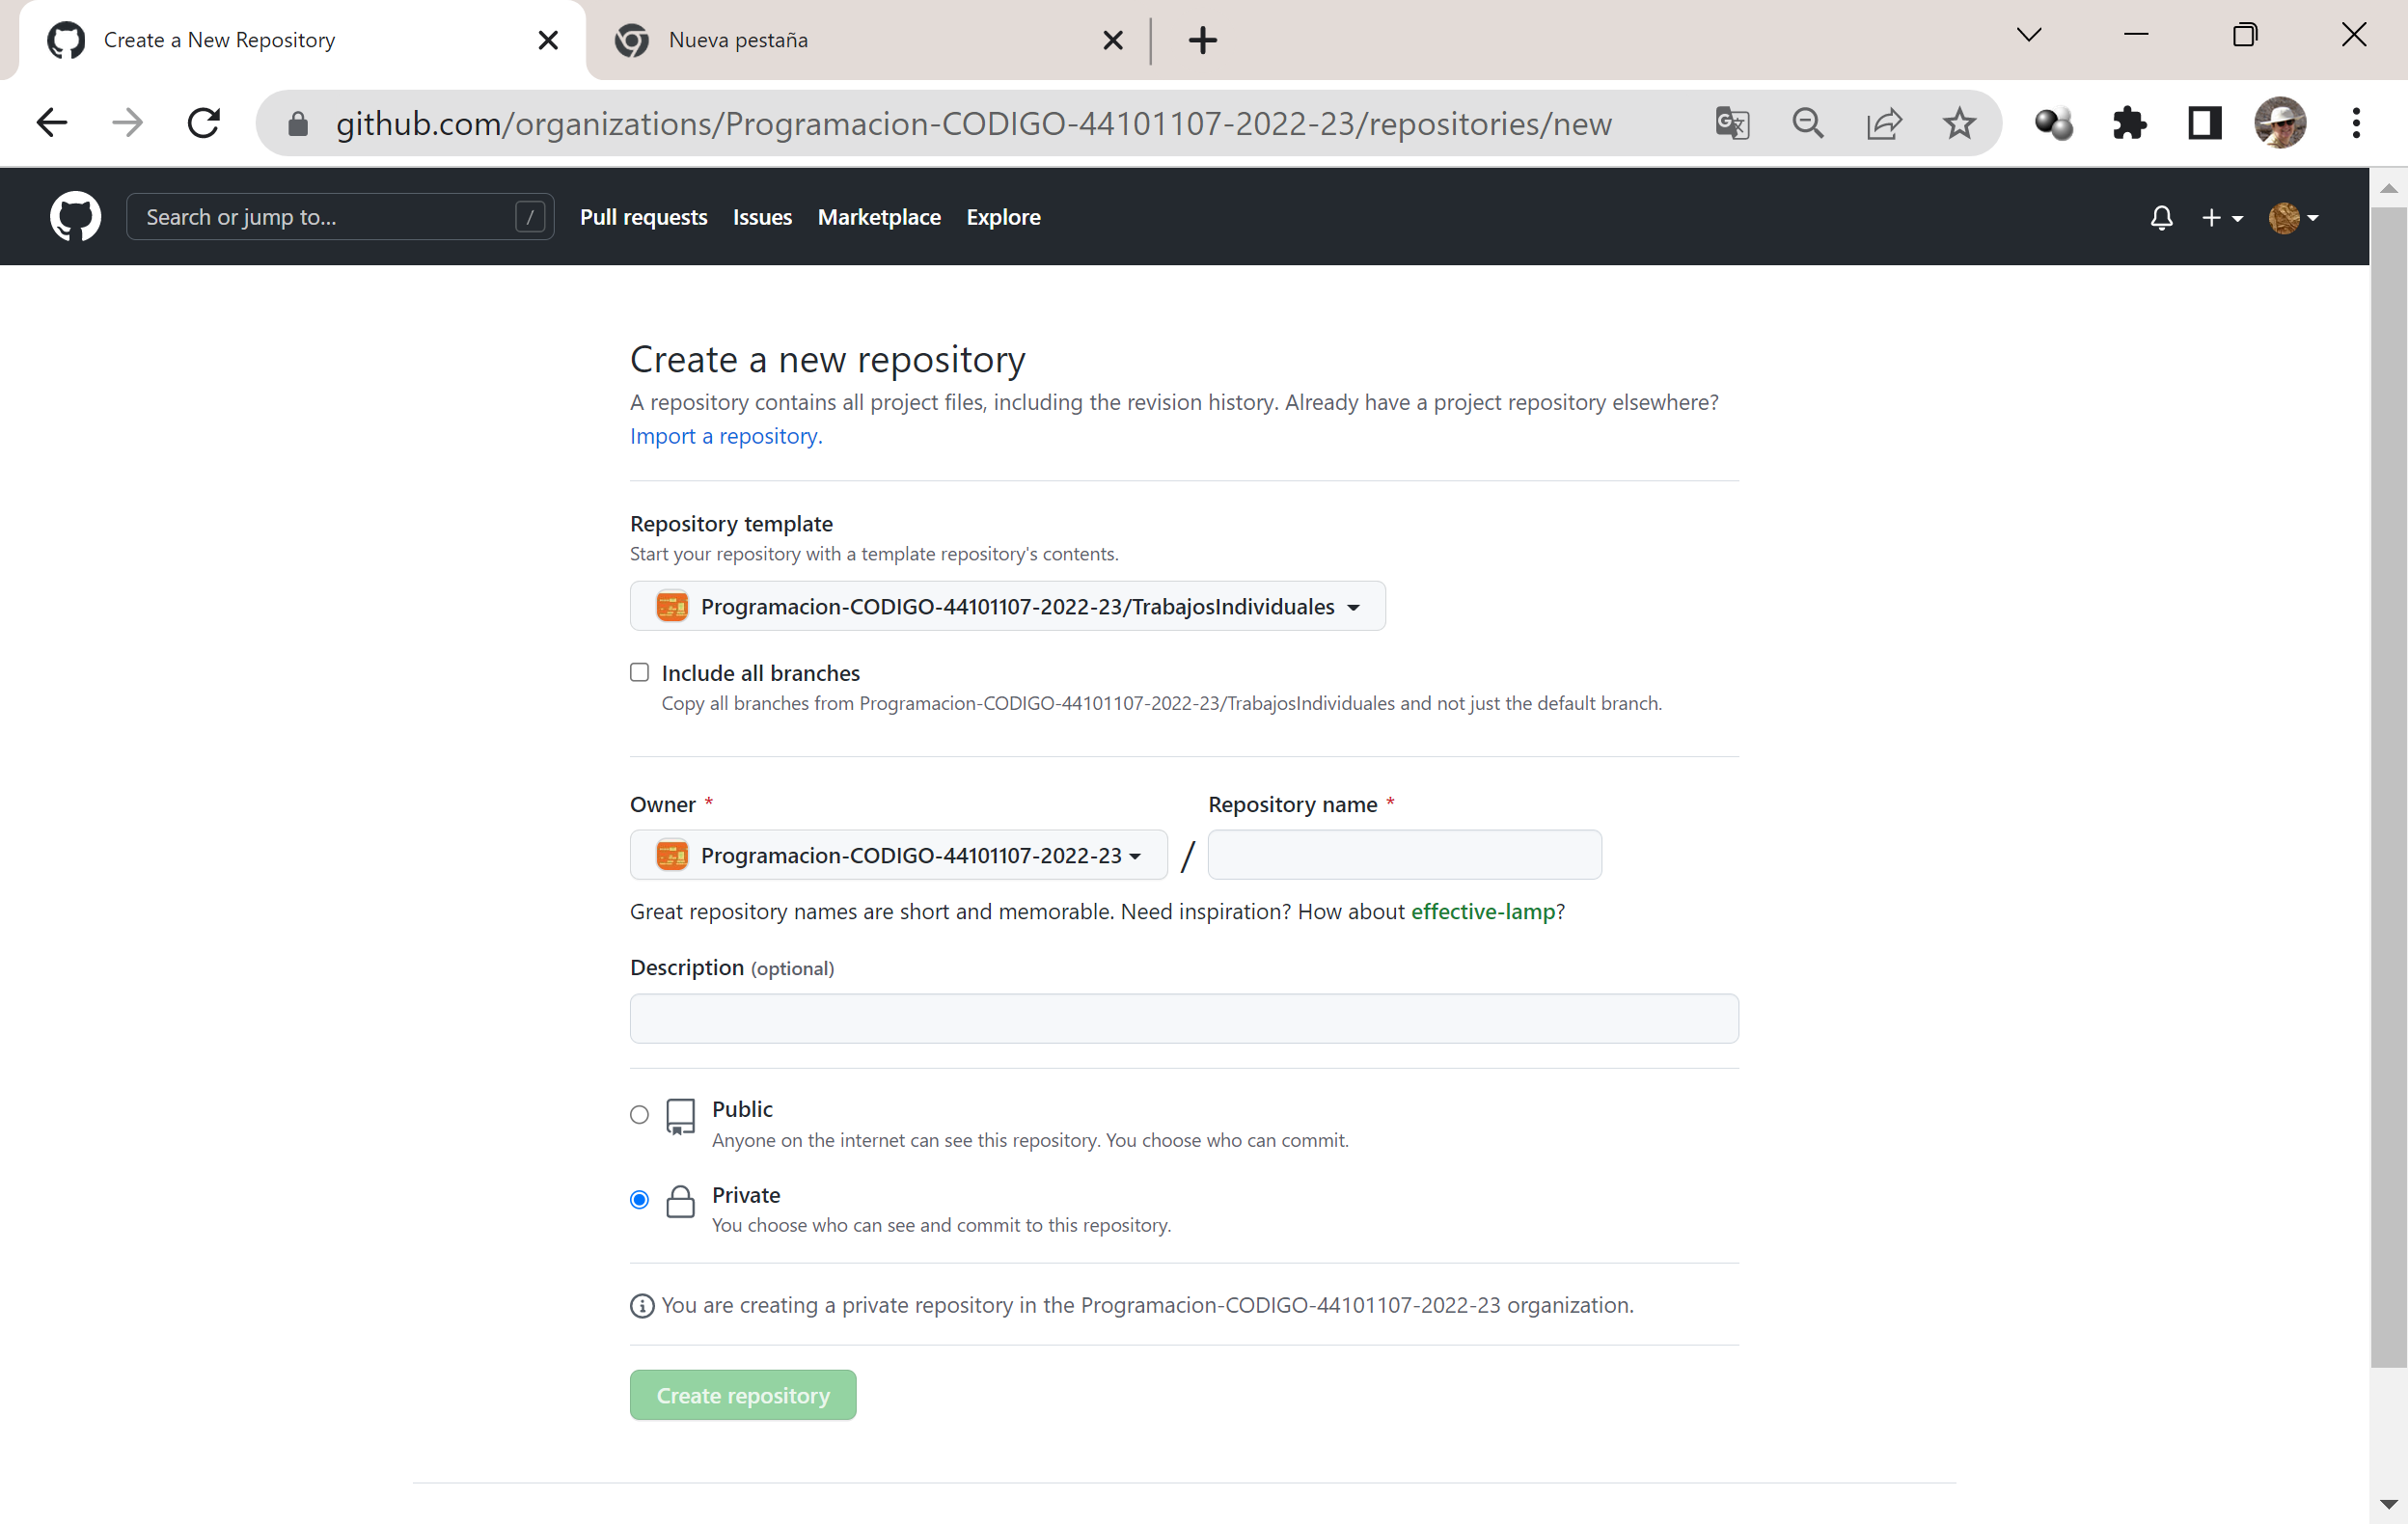 Create a New Repository
Nueva pestaña
github.com/organizations/Programacion-CODIGO-44101107-2022-23/repositories/new
Search or jump to... /
Pull requests Issues Marketplace Explore
Create a new repository
A repository contains all project files, including the revision history. Already have a project repository elsewhere?
Import a repository.
Repository template
Start your repository with a template repository's contents.
Programacion-CODIGO-44101107-2022-23/TrabajosIndividuales
Include all branches
Copy all branches from Programacion-CODIGO-44101107-2022-23/TrabajosIndividuales and not just the default branch.
Owner * Repository name *
Programacion-CODIGO-44101107-2022-23 /
Great repository names are short and memorable. Need inspiration? How about effective-lamp?
Description (optional)
Public
Anyone on the internet can see this repository. You choose who can commit.
Private
You choose who can see and commit to this repository.
You are creating a private repository in the Programacion-CODIGO-44101107-2022-23 organization.
Create repository